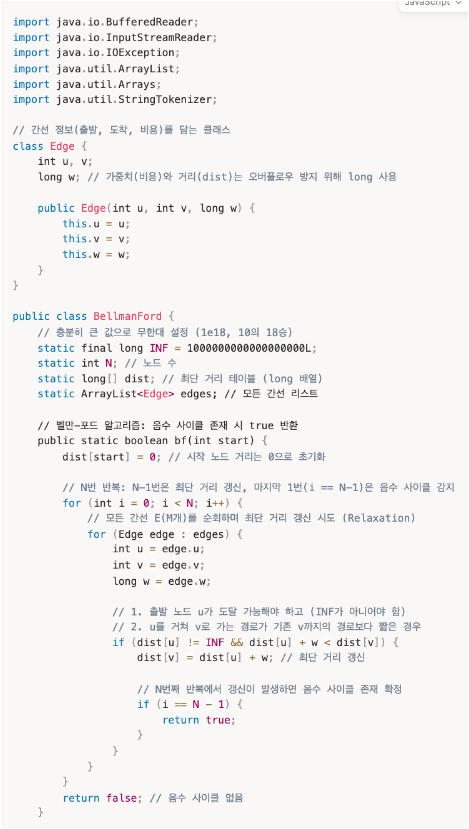 JavaScript
import java.io.BufferedReader;
import java.io.InputStreamReader;
import java.io.IOException;
import java.util.ArrayList;
import java.util.Arrays;
import java.util.StringTokenizer;
// 간선 정보(출발, 도착, 비용)를 담는 클래스
class Edge {
int u, v;
long w; // 가중치(비용)와 거리(dist)는 오버플로우 방지 위해 long 사용
public Edge(int u, int v, long w) {
this.u = u;
this.v = v;
this.w = w;
}
}
public class BellmanFord {
// 충분히 큰 값으로 무한대 설정 (1e18, 10의 18승)
static final long INF = 1000000000000000000L;
static int N; // 노드 수
static long[] dist; // 최단 거리 테이블 (long 배열)
static ArrayList<Edge> edges; // 모든 간선 리스트
// 벨만-포드 알고리즘: 음수 사이클 존재 시 true 반환
public static boolean bf(int start) {
dist[start] = 0; // 시작 노드 거리는 0으로 초기화
// N번 반복: N-1번은 최단 거리 갱신, 마지막 1번(i == N-1)은 음수 사이클 감지
for (int i = 0; i < N; i++) {
// 모든 간선 E(M개)를 순회하며 최단 거리 갱신 시도 (Relaxation)
for (Edge edge : edges) {
int u = edge.u;
int v = edge.v;
long w = edge.w;
// 1. 출발 노드 u가 도달 가능해야 하고 (INF가 아니어야 함)
// 2. u를 거쳐 v로 가는 경로가 기존 v까지의 경로보다 짧은 경우
if (dist[u] != INF && dist[u] + w < dist[v]) {
dist[v] = dist[u] + w; // 최단 거리 갱신
// N번째 반복에서 갱신이 발생하면 음수 사이클 존재 확정
if (i == N - 1) {
return true;
}
}
}
}
return false; // 음수 사이클 없음
}